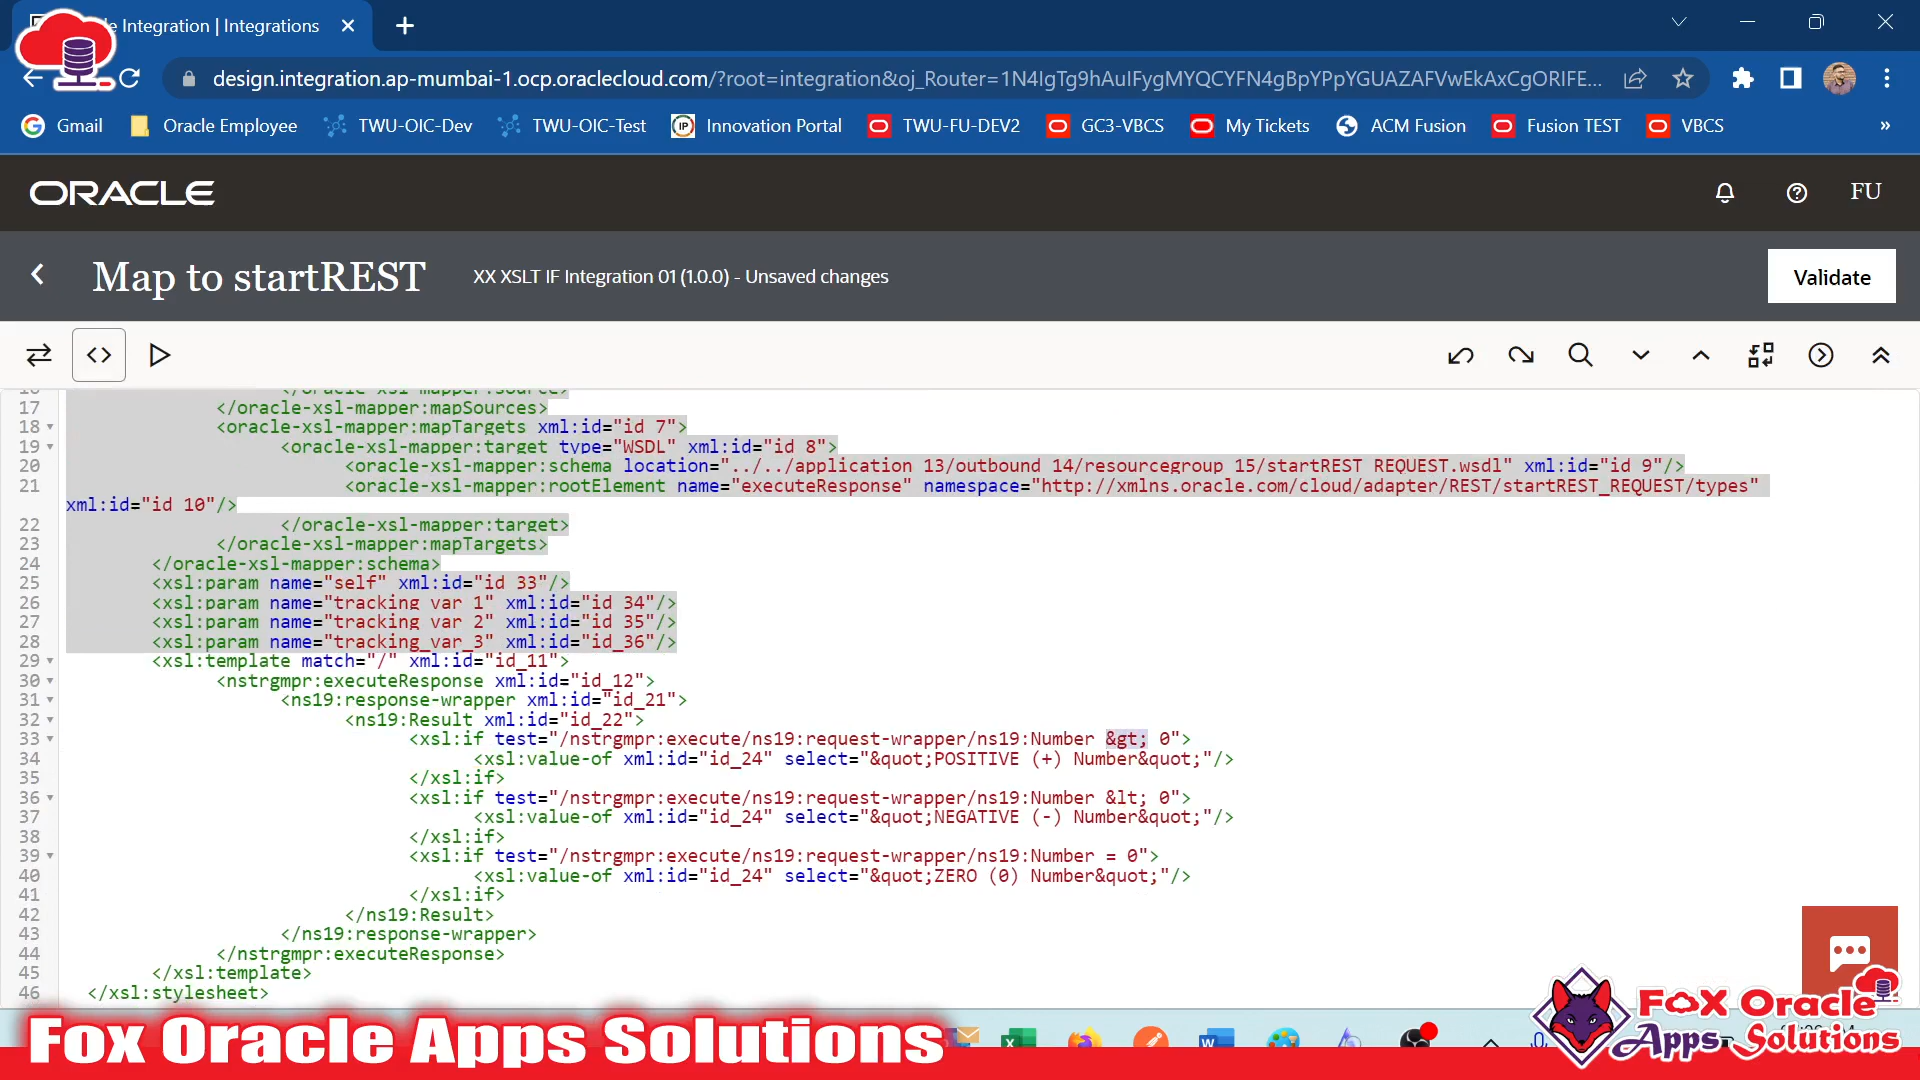 Integration | Integrations
design.integration.ap-mumbai-1.ocp.oraclecloud.com/?root=integration&oj_Router=1N4IgTg9hAuIFygMYQCYFN4gBpYPpYGUAZAFVwEkAxCgORIFE...
Gmail Oracle Employee TWU-OIC-Dev TWU-OIC-Test Innovation Portal TWU-FU-DEV2 GC3-VBCS My Tickets ACM Fusion Fusion TEST VBCS »
ORACLE
FU
Map to startREST XX XSLT IF Integration 01 (1.0.0) - Unsaved changes Validate
17 </oracle-xsl-mapper:mapSources>
18 <oracle-xsl-mapper:mapTargets xml:id="id_7">
19 <oracle-xsl-mapper:target type="WSDL" xml:id="id_8">
20 <oracle-xsl-mapper:schema location="../../application_13/outbound_14/resourcegroup_15/startREST_REQUEST.wsdl" xml:id="id_9"/>
21 <oracle-xsl-mapper:rootElement name="executeResponse" namespace="http://xmlns.oracle.com/cloud/adapter/REST/startREST_REQUEST/types"
xml:id="id_10"/>
22 </oracle-xsl-mapper:target>
23 </oracle-xsl-mapper:mapTargets>
24 </oracle-xsl-mapper:schema>
25 <xsl:param name="self" xml:id="id_33"/>
26 <xsl:param name="tracking_var_1" xml:id="id_34"/>
27 <xsl:param name="tracking_var_2" xml:id="id_35"/>
28 <xsl:param name="tracking_var_3" xml:id="id_36"/>
29 <xsl:template match="/" xml:id="id_11">
30 <nstrgmpr:executeResponse xml:id="id_12">
31 <ns19:response-wrapper xml:id="id_21">
32 <ns19:Result xml:id="id_22">
33 <xsl:if test="/nstrgmpr:execute/ns19:request-wrapper/ns19:Number &gt; 0">
34 <xsl:value-of xml:id="id_24" select="&quot;POSITIVE (+) Number&quot;"/>
35 </xsl:if>
36 <xsl:if test="/nstrgmpr:execute/ns19:request-wrapper/ns19:Number &lt; 0">
37 <xsl:value-of xml:id="id_24" select="&quot;NEGATIVE (-) Number&quot;"/>
38 </xsl:if>
39 <xsl:if test="/nstrgmpr:execute/ns19:request-wrapper/ns19:Number = 0">
40 <xsl:value-of xml:id="id_24" select="&quot;ZERO (0) Number&quot;"/>
41 </xsl:if>
42 </ns19:Result>
43 </ns19:response-wrapper>
44 </nstrgmpr:executeResponse>
45 </xsl:template>
46 </xsl:stylesheet>
Fox Oracle Apps Solutions
Fox Oracle
Apps Solutions